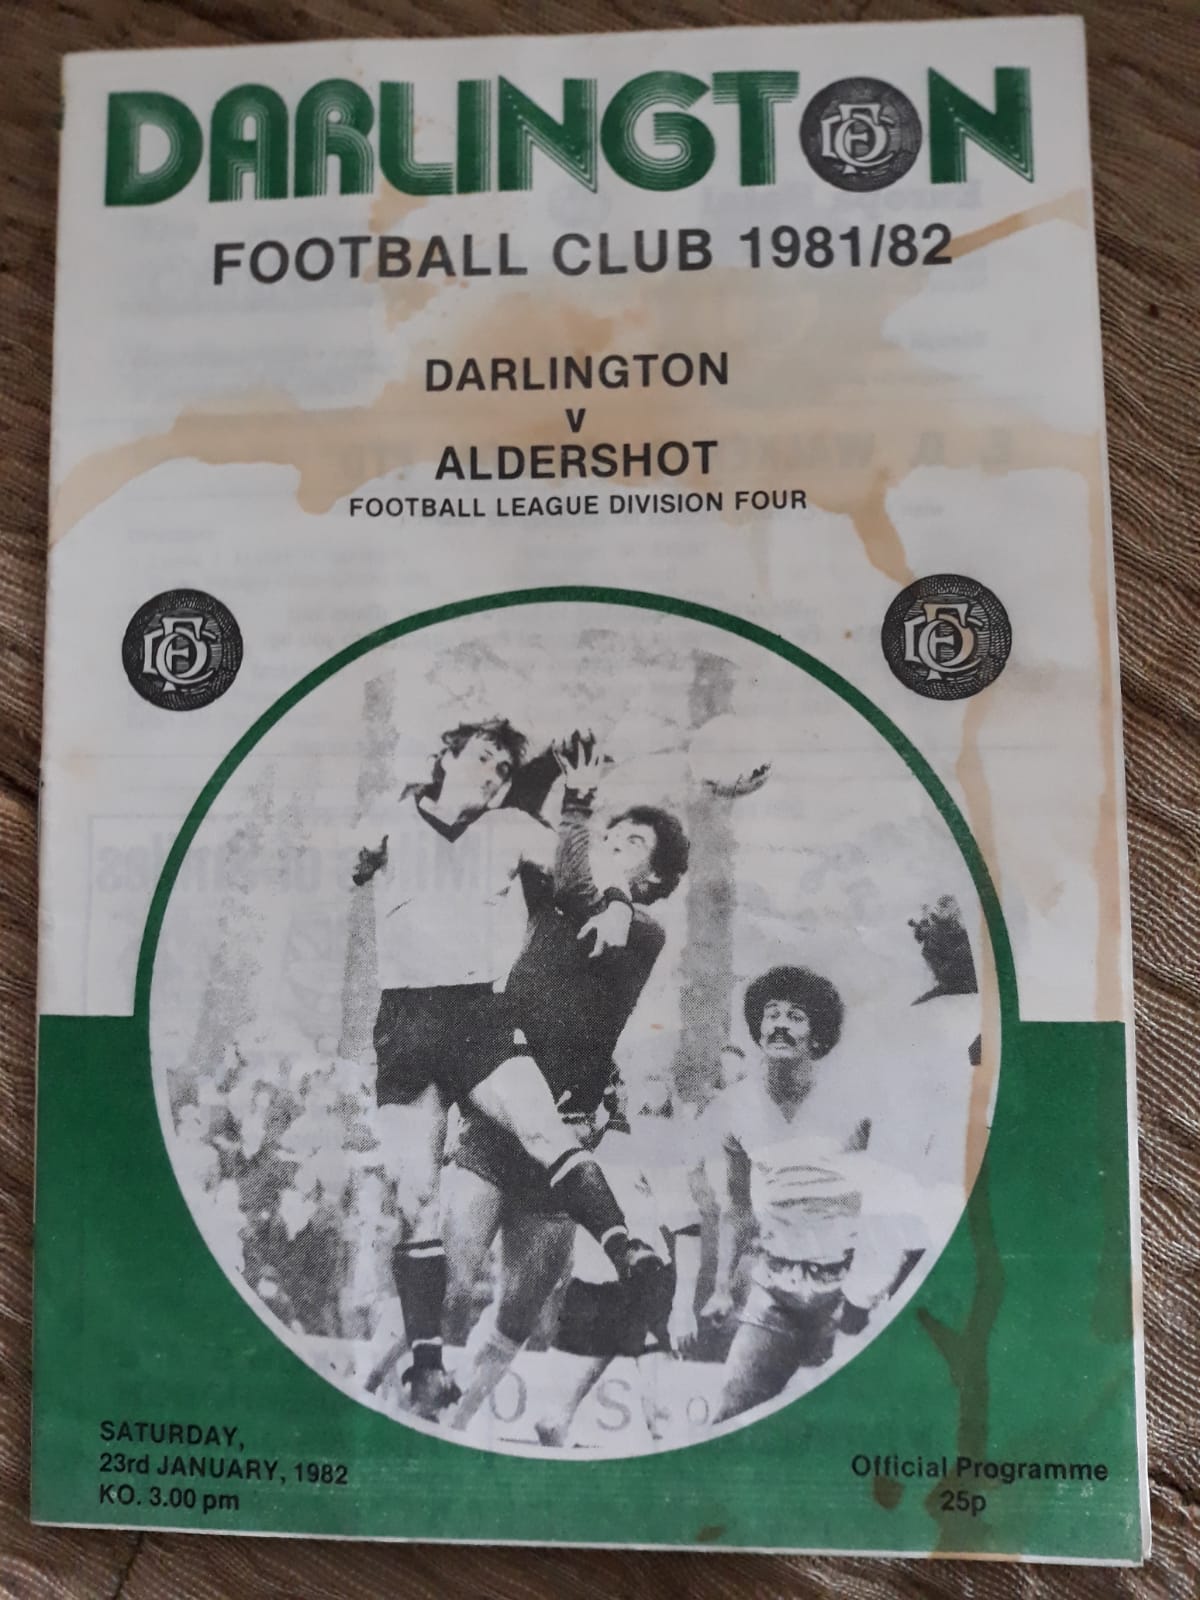 DARLINGTON
FOOTBALL CLUB 1981/82
DARLINGTON
v
ALDERSHOT
FOOTBALL LEAGUE DIVISION FOUR
SATURDAY,
23rd JANUARY, 1982
KO. 3.00 pm
Official Programme
25p